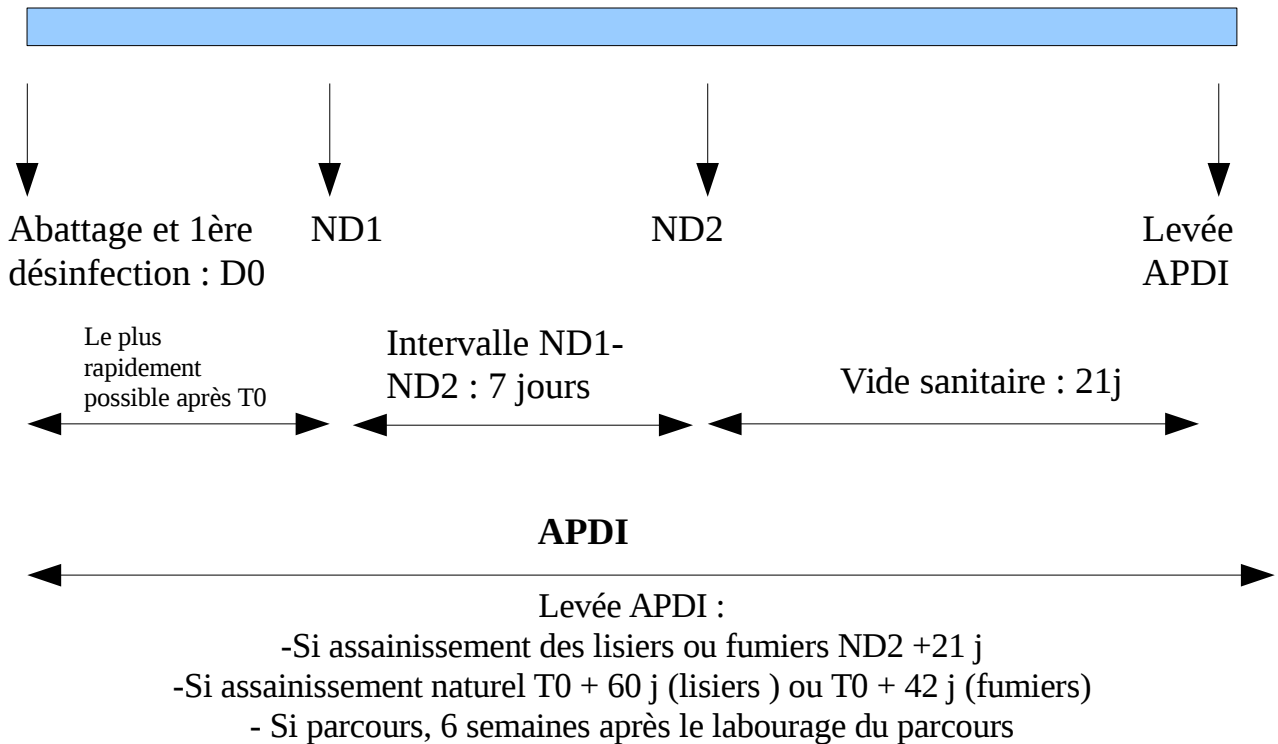 Abattage et 1ère
désinfection : D0
ND1
ND2
Levée
APDI
Le plus
rapidement
possible après T0
Intervalle ND1-
ND2 : 7 jours
Vide sanitaire : 21j
APDI
Levée APDI :
-Si assainissement des lisiers ou fumiers ND2 +21 j
-Si assainissement naturel T0 + 60 j (lisiers ) ou T0 + 42 j (fumiers)
- Si parcours, 6 semaines après le labourage du parcours